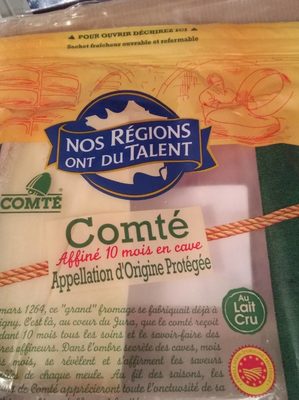 POUR OUVRIR DÉCHIREZ ICI
Sachet fraîcheur ouvrable et refermable
NOS RÉGIONS
ONT DU TALENT
COMTÉ
Comté
Affiné 10 mois en cave
Appellation d'Origine Protégée
Au
Lait
Cru
mars 1264, ce "grand" fromage se fabriquait déjà à
igny. C'est là, au coeur du Jura, que le comté reçoit
dant 10 mois tous les soins et le savoir-faire des
res affineurs. Dans l'ombre secrète des caves, mois
mois, se révèlent et s'affirment les saveurs
de chaque meule. Au fil des saisons, les
de Comté apprécieront toute l'onctuosité de sa